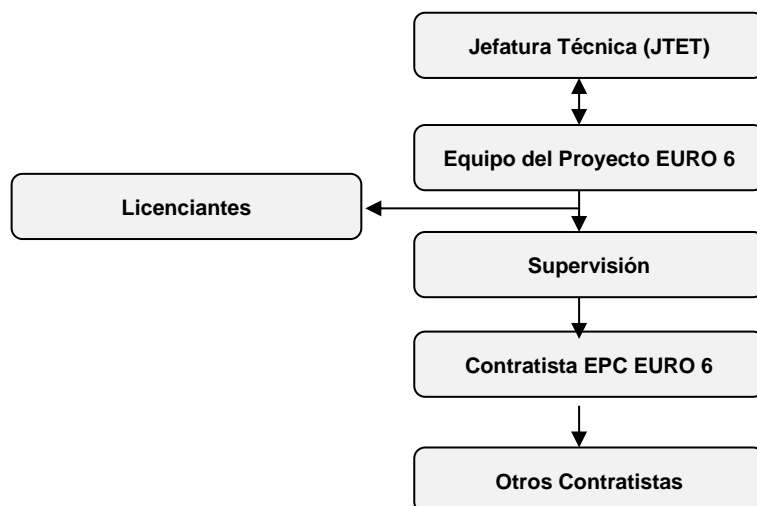 Jefatura Técnica (JTET)
Equipo del Proyecto EURO 6
Licenciantes
Supervisión
Contratista EPC EURO 6
Otros Contratistas